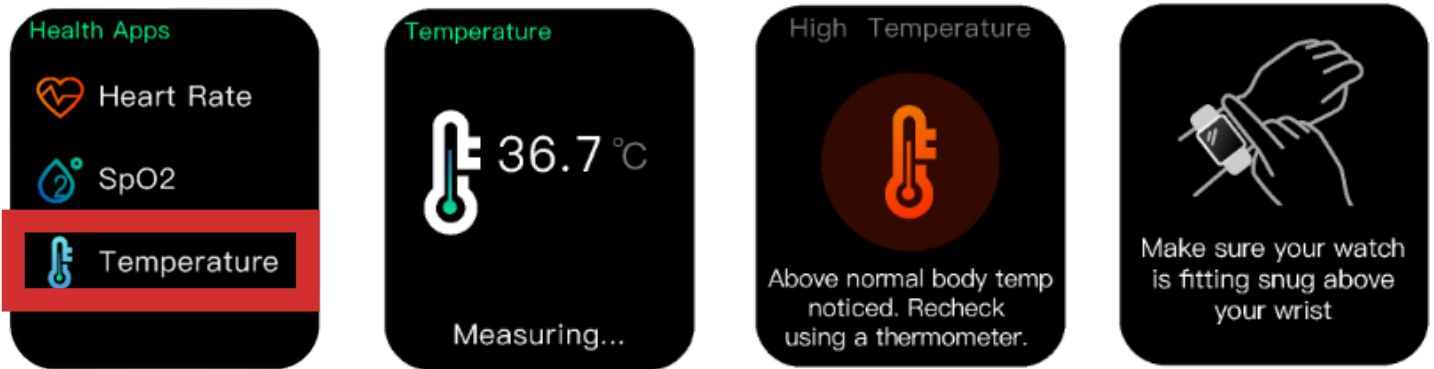 Health Apps
Heart Rate
SpO2
Temperature
Temperature
36.7 °C
Measuring...
High Temperature
Above normal body temp
noticed. Recheck
using a thermometer.
Make sure your watch
is fitting snug above
your wrist